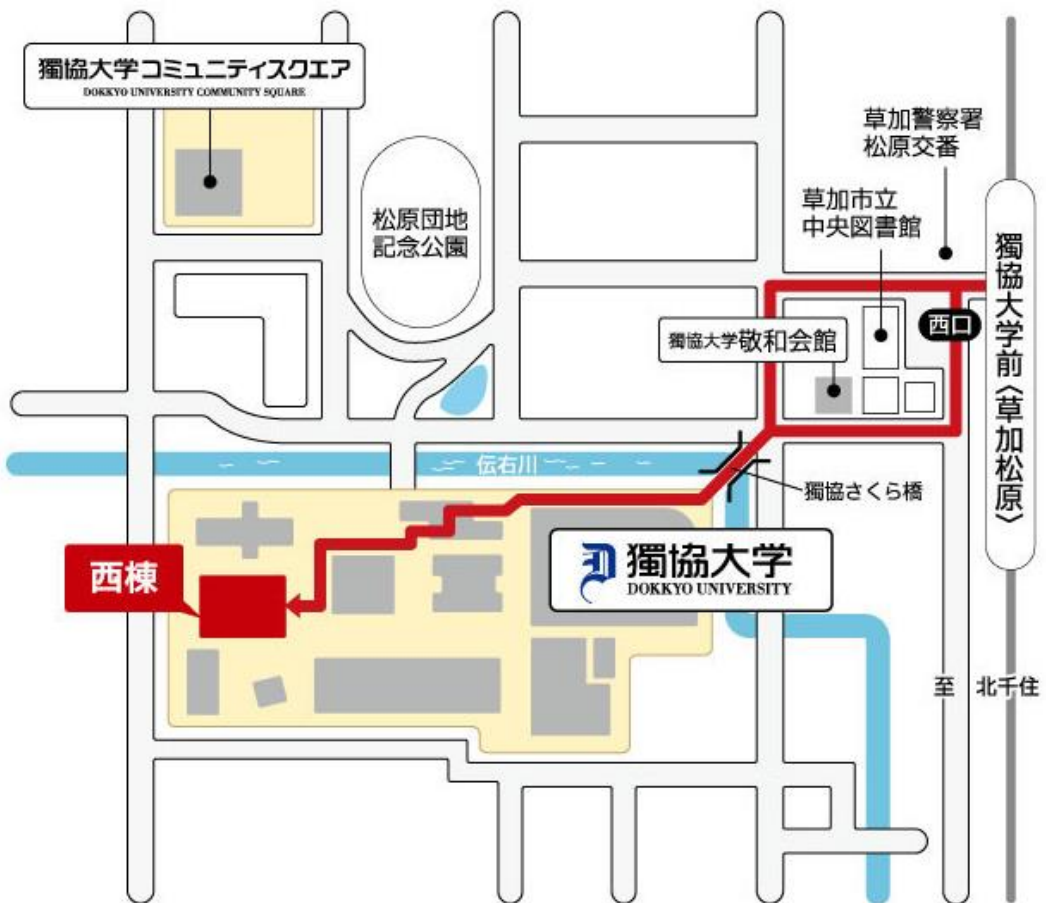 獨協大学コミュニティスクエア
DOKKYO UNIVERSITY COMMUNITY SQUARE
草加警察署
松原交番
松原団地
記念公園
草加市立
中央図書館
獨協大学前〈草加松原〉
西口
獨協大学敬和会館
伝右川
獨協さくら橋
西棟
獨協大学
DOKKYO UNIVERSITY
至 北千住